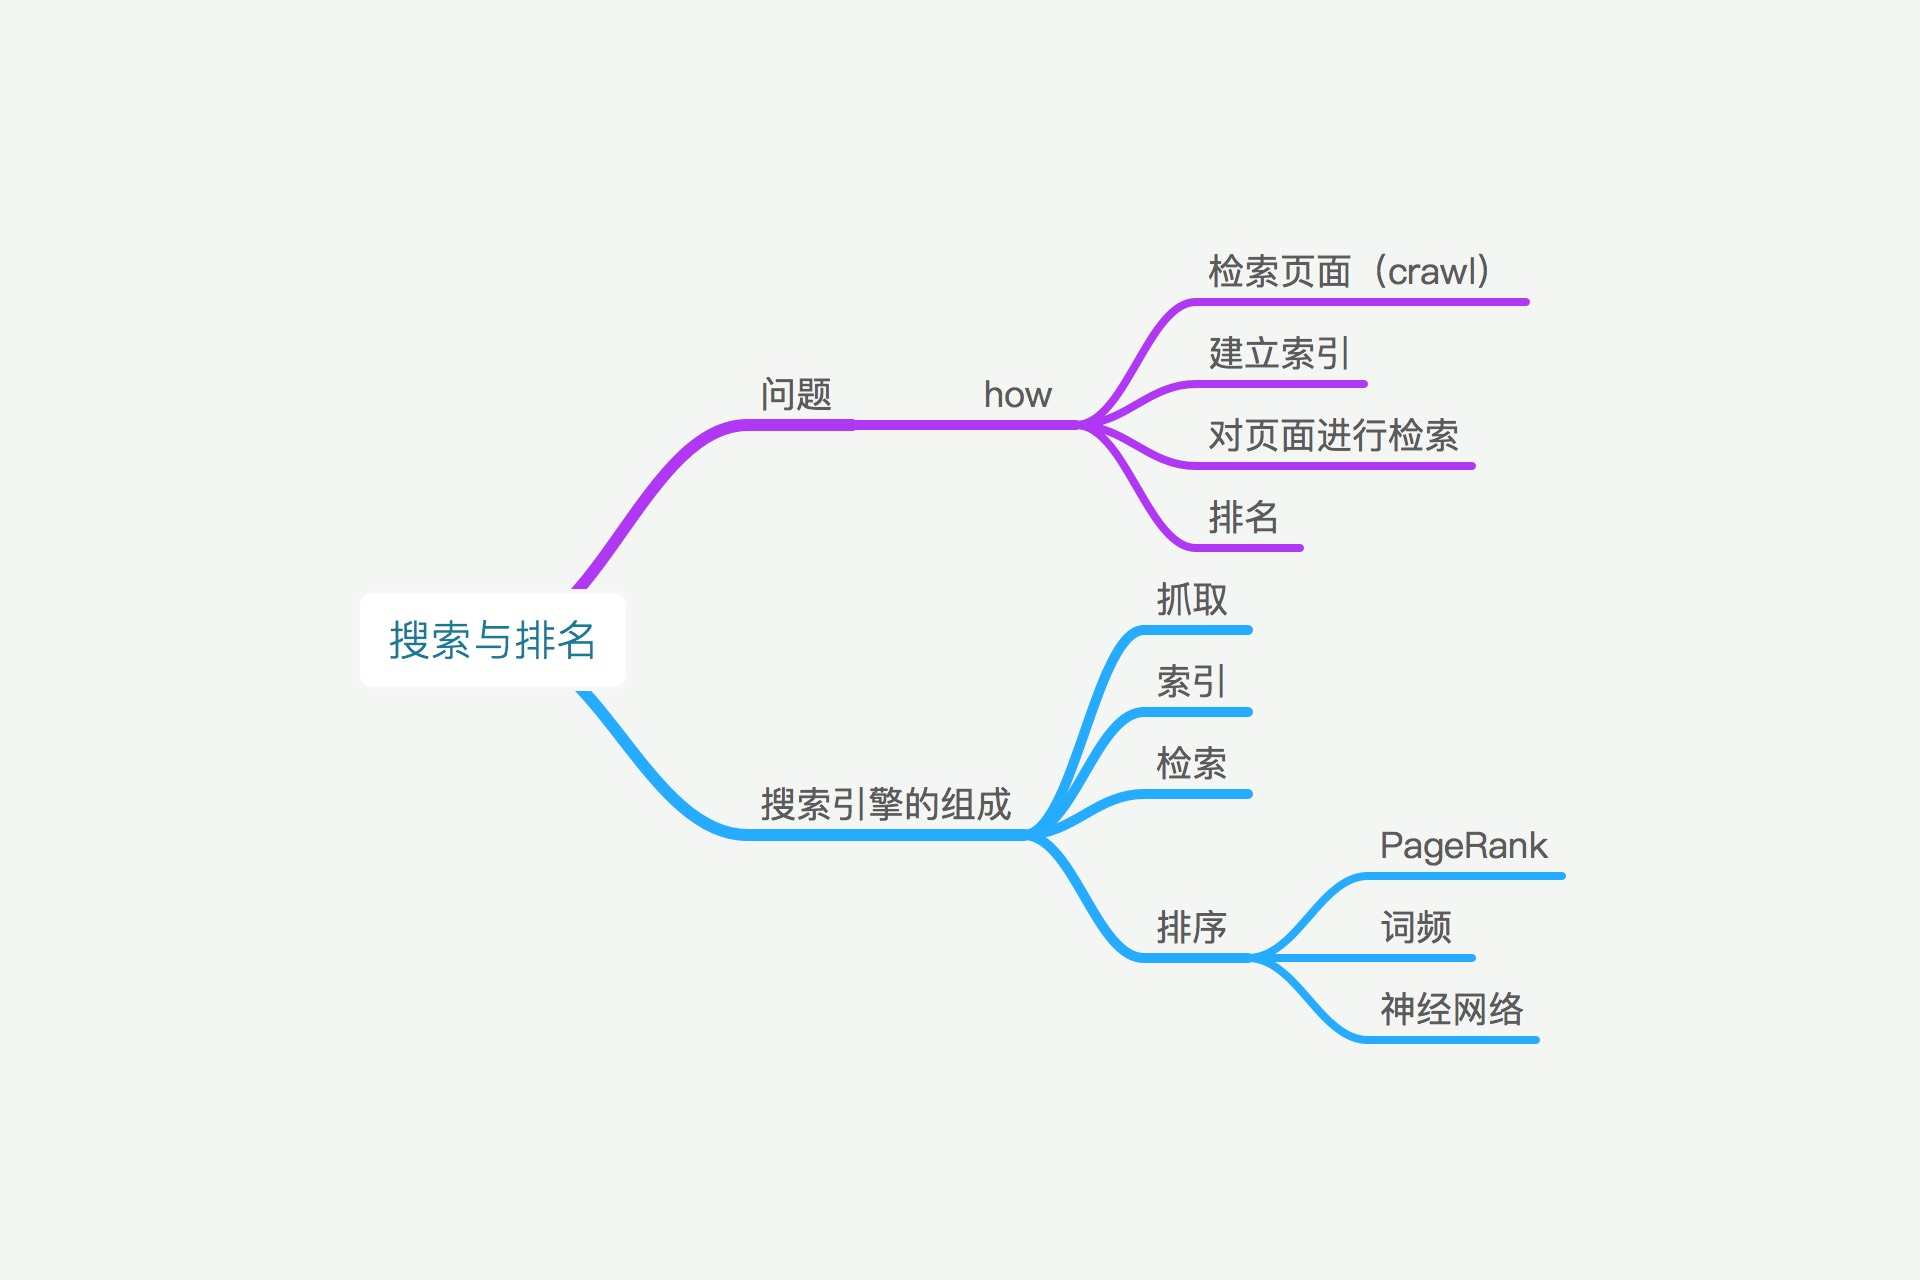 搜索与排名
问题
how
检索页面（crawl）
建立索引
对页面进行检索
排名
搜索引擎的组成
抓取
索引
检索
排序
PageRank
词频
神经网络